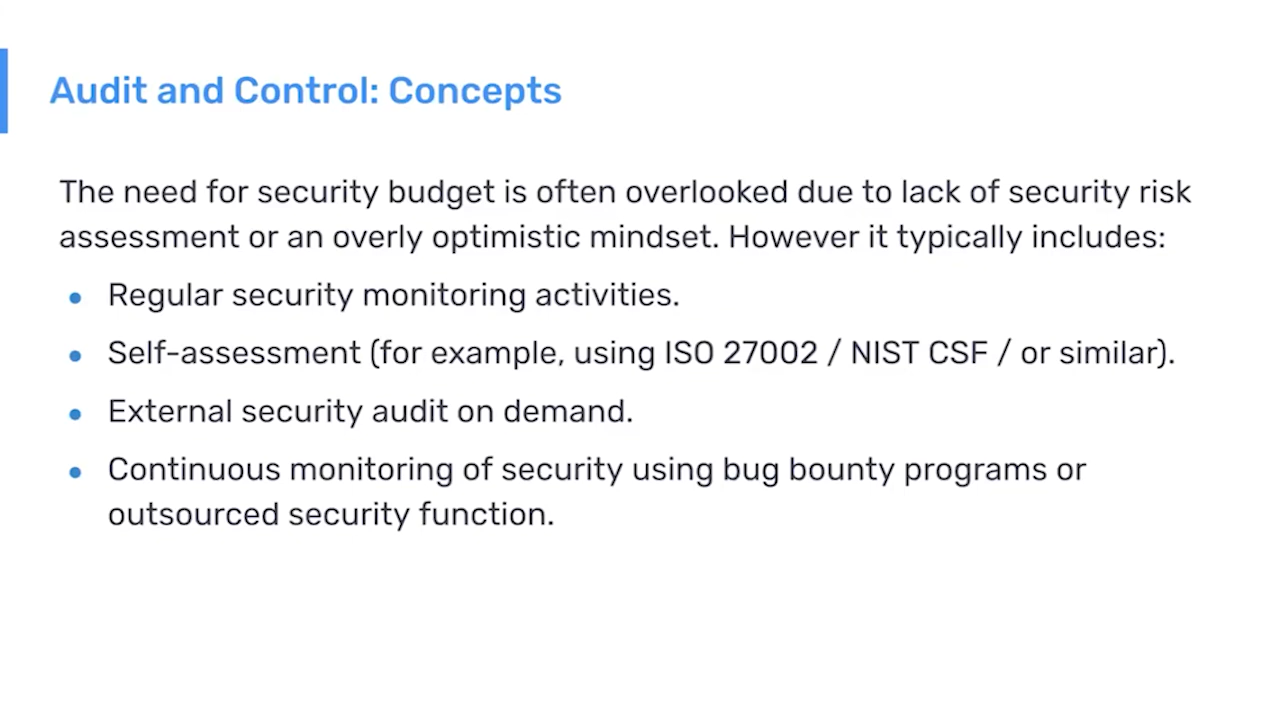 Audit and Control: Concepts
The need for security budget is often overlooked due to lack of security risk
assessment or an overly optimistic mindset. However it typically includes:
● Regular security monitoring activities.
● Self-assessment (for example, using ISO 27002 / NIST CSF / or similar).
● External security audit on demand.
● Continuous monitoring of security using bug bounty programs or
outsourced security function.